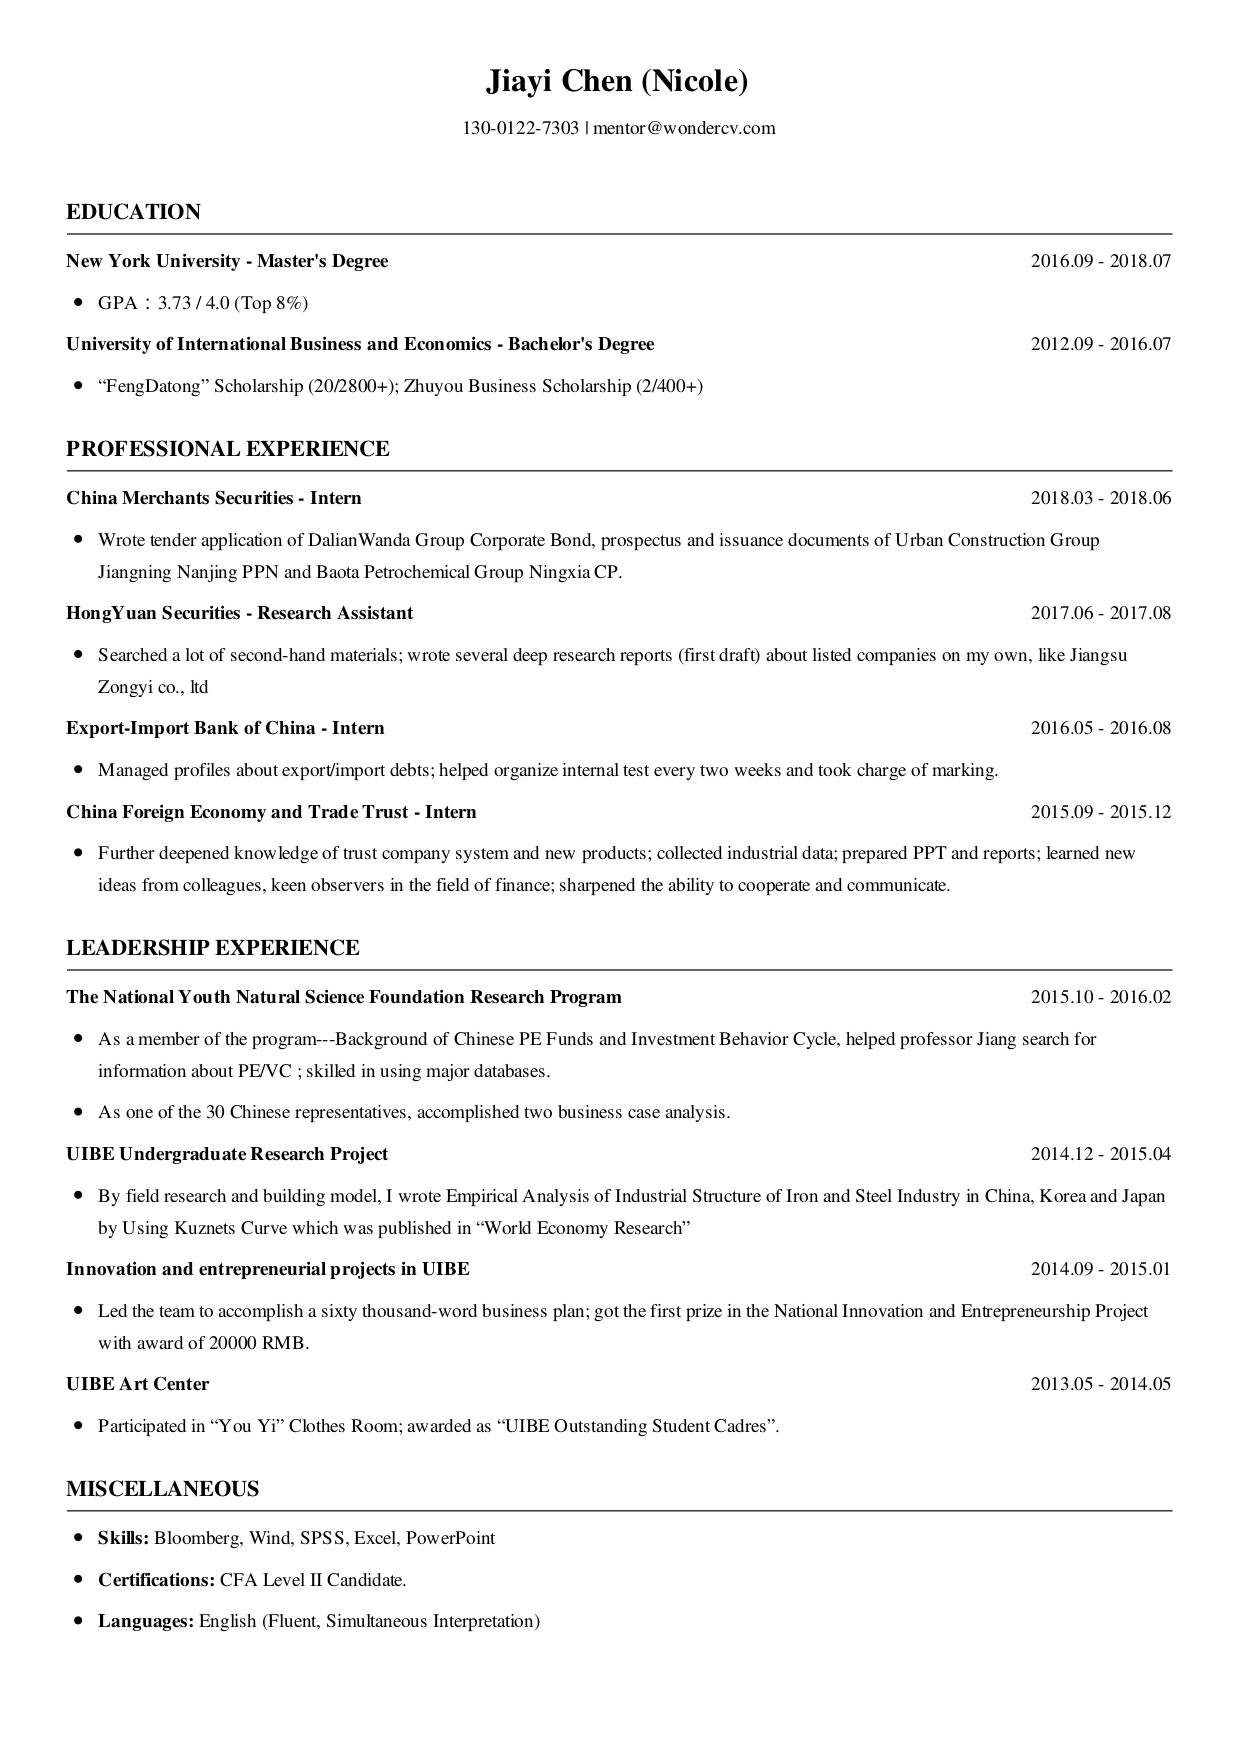 Jiayi Chen (Nicole)
130-0122-7303 | mentor@wondercv.com
EDUCATION
New York University - Master's Degree 2016.09 - 2018.07
• GPA：3.73 / 4.0 (Top 8%)
University of International Business and Economics - Bachelor's Degree 2012.09 - 2016.07
• “FengDatong” Scholarship (20/2800+); Zhuyou Business Scholarship (2/400+)
PROFESSIONAL EXPERIENCE
China Merchants Securities - Intern 2018.03 - 2018.06
• Wrote tender application of DalianWanda Group Corporate Bond, prospectus and issuance documents of Urban Construction Group
Jiangning Nanjing PPN and Baota Petrochemical Group Ningxia CP.
HongYuan Securities - Research Assistant 2017.06 - 2017.08
• Searched a lot of second-hand materials; wrote several deep research reports (first draft) about listed companies on my own, like Jiangsu
Zongyi co., ltd
Export-Import Bank of China - Intern 2016.05 - 2016.08
• Managed profiles about export/import debts; helped organize internal test every two weeks and took charge of marking.
China Foreign Economy and Trade Trust - Intern 2015.09 - 2015.12
• Further deepened knowledge of trust company system and new products; collected industrial data; prepared PPT and reports; learned new
ideas from colleagues, keen observers in the field of finance; sharpened the ability to cooperate and communicate.
LEADERSHIP EXPERIENCE
The National Youth Natural Science Foundation Research Program 2015.10 - 2016.02
• As a member of the program---Background of Chinese PE Funds and Investment Behavior Cycle, helped professor Jiang search for
information about PE/VC ; skilled in using major databases.
• As one of the 30 Chinese representatives, accomplished two business case analysis.
UIBE Undergraduate Research Project 2014.12 - 2015.04
• By field research and building model, I wrote Empirical Analysis of Industrial Structure of Iron and Steel Industry in China, Korea and Japan
by Using Kuznets Curve which was published in “World Economy Research”
Innovation and entrepreneurial projects in UIBE 2014.09 - 2015.01
• Led the team to accomplish a sixty thousand-word business plan; got the first prize in the National Innovation and Entrepreneurship Project
with award of 20000 RMB.
UIBE Art Center 2013.05 - 2014.05
• Participated in “You Yi” Clothes Room; awarded as “UIBE Outstanding Student Cadres”.
MISCELLANEOUS
• Skills: Bloomberg, Wind, SPSS, Excel, PowerPoint
• Certifications: CFA Level II Candidate.
• Languages: English (Fluent, Simultaneous Interpretation)